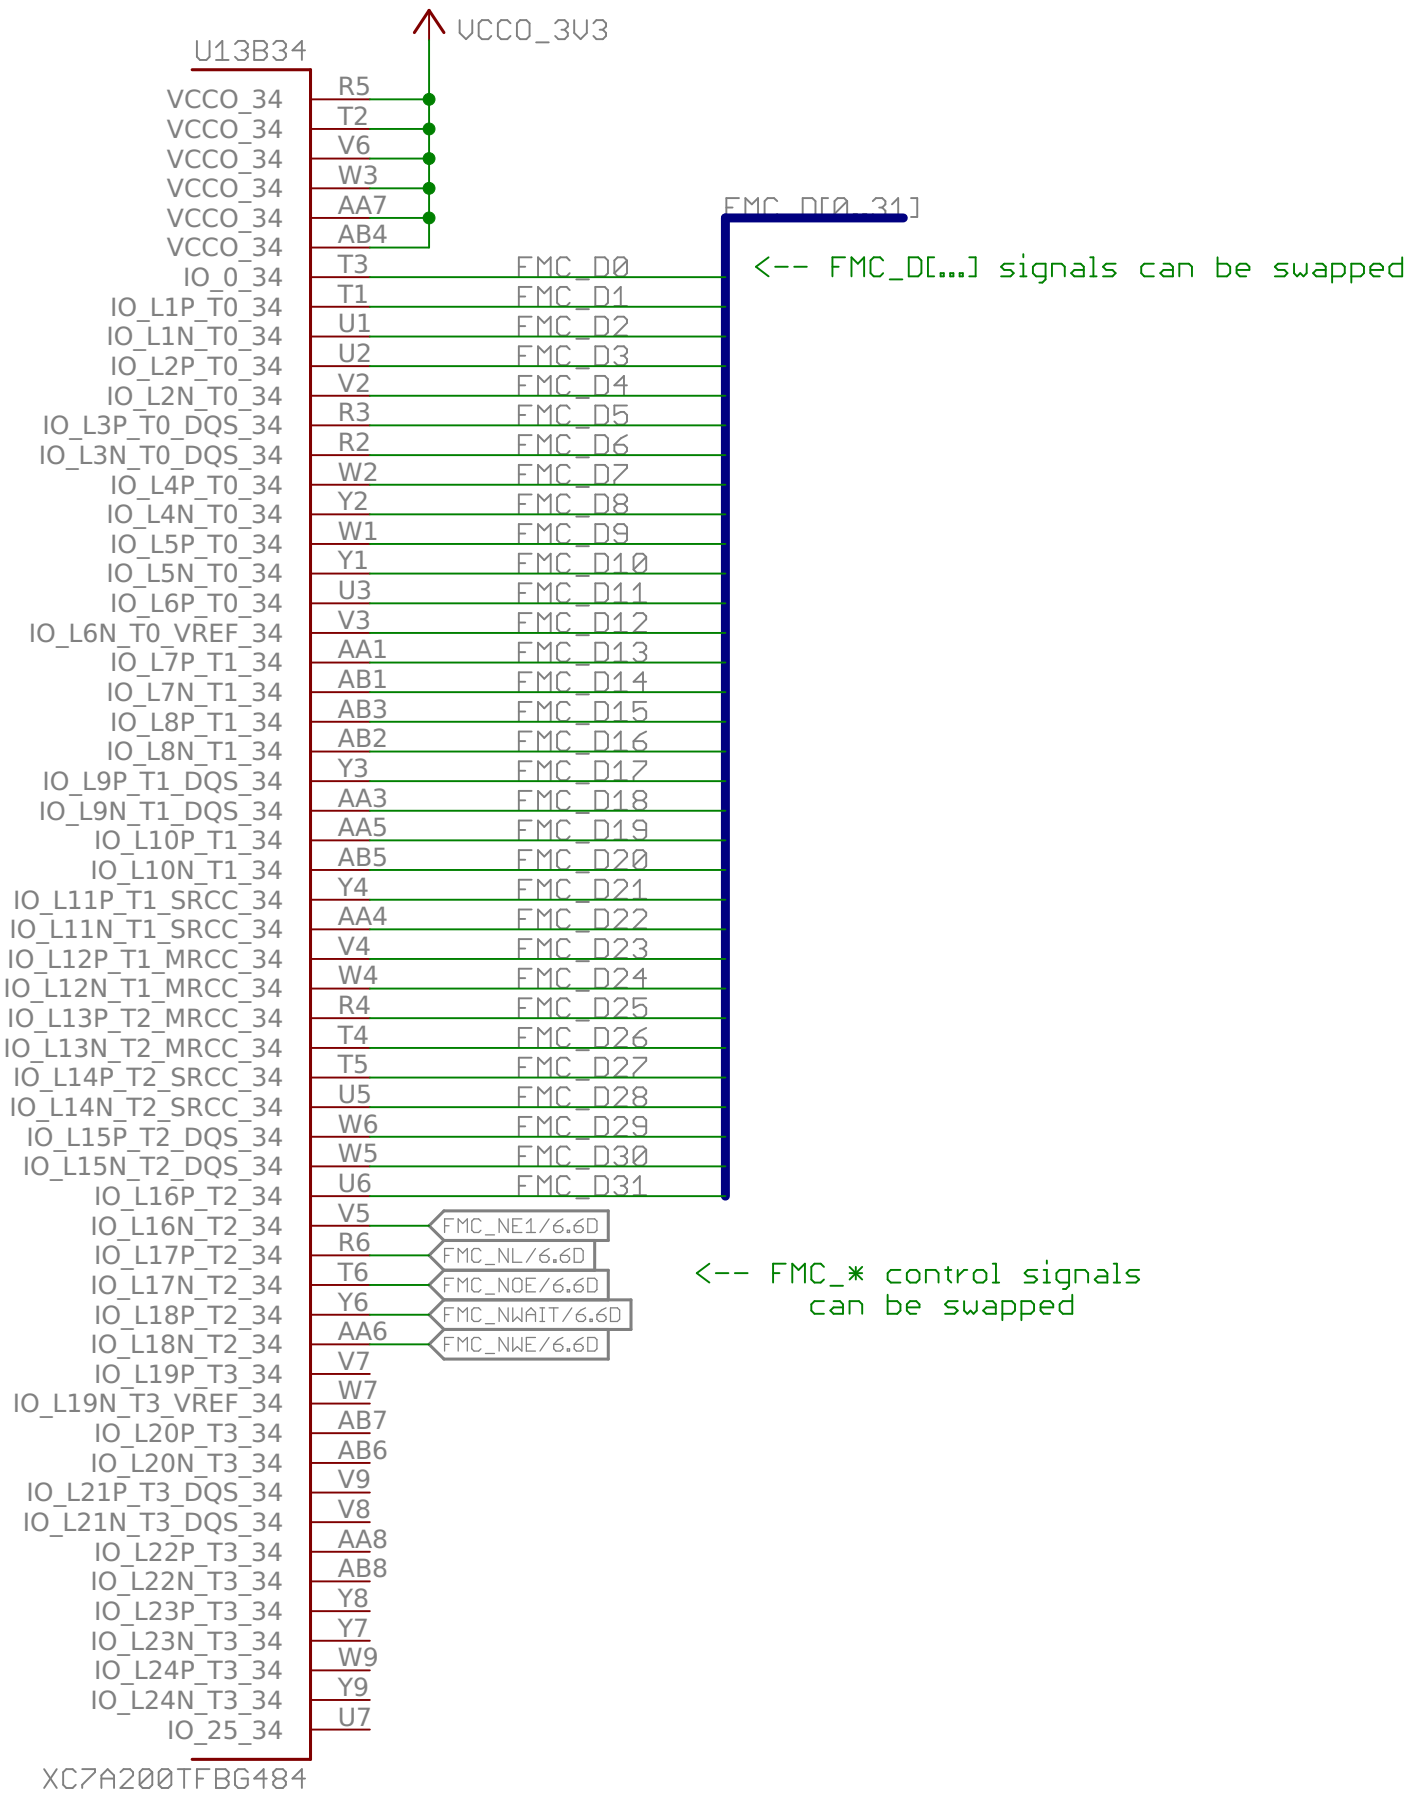 VCCO_3V3
U13B34
VCCO_34 R5
VCCO_34 T2
VCCO_34 V6
VCCO_34 W3
VCCO_34 AA7
FMC_D[0..31]
VCCO_34 AB4
IO_0_34 T3 FMC_D0 <-- FMC_D[...] signals can be swapped
IO_L1P_T0_34 T1 FMC_D1
IO_L1N_T0_34 U1 FMC_D2
IO_L2P_T0_34 U2 FMC_D3
IO_L2N_T0_34 V2 FMC_D4
IO_L3P_T0_DQS_34 R3 FMC_D5
IO_L3N_T0_DQS_34 R2 FMC_D6
IO_L4P_T0_34 W2 FMC_D7
IO_L4N_T0_34 Y2 FMC_D8
IO_L5P_T0_34 W1 FMC_D9
IO_L5N_T0_34 Y1 FMC_D10
IO_L6P_T0_34 U3 FMC_D11
IO_L6N_T0_VREF_34 V3 FMC_D12
IO_L7P_T1_34 AA1 FMC_D13
IO_L7N_T1_34 AB1 FMC_D14
IO_L8P_T1_34 AB3 FMC_D15
IO_L8N_T1_34 AB2 FMC_D16
IO_L9P_T1_DQS_34 Y3 FMC_D17
IO_L9N_T1_DQS_34 AA3 FMC_D18
IO_L10P_T1_34 AA5 FMC_D19
IO_L10N_T1_34 AB5 FMC_D20
IO_L11P_T1_SRCC_34 Y4 FMC_D21
IO_L11N_T1_SRCC_34 AA4 FMC_D22
IO_L12P_T1_MRCC_34 V4 FMC_D23
IO_L12N_T1_MRCC_34 W4 FMC_D24
IO_L13P_T2_MRCC_34 R4 FMC_D25
IO_L13N_T2_MRCC_34 T4 FMC_D26
IO_L14P_T2_SRCC_34 T5 FMC_D27
IO_L14N_T2_SRCC_34 U5 FMC_D28
IO_L15P_T2_DQS_34 W6 FMC_D29
IO_L15N_T2_DQS_34 W5 FMC_D30
IO_L16P_T2_34 U6 FMC_D31
IO_L16N_T2_34 V5 FMC_NE1/6.6D
IO_L17P_T2_34 R6 FMC_NL/6.6D
<-- FMC_* control signals
IO_L17N_T2_34 T6 FMC_NOE/6.6D
can be swapped
IO_L18P_T2_34 Y6 FMC_NWAIT/6.6D
IO_L18N_T2_34 AA6 FMC_NWE/6.6D
IO_L19P_T3_34 V7
IO_L19N_T3_VREF_34 W7
IO_L20P_T3_34 AB7
IO_L20N_T3_34 AB6
IO_L21P_T3_DQS_34 V9
IO_L21N_T3_DQS_34 V8
IO_L22P_T3_34 AA8
IO_L22N_T3_34 AB8
IO_L23P_T3_34 Y8
IO_L23N_T3_34 Y7
IO_L24P_T3_34 W9
IO_L24N_T3_34 Y9
IO_25_34 U7
XC7A200TFBG484